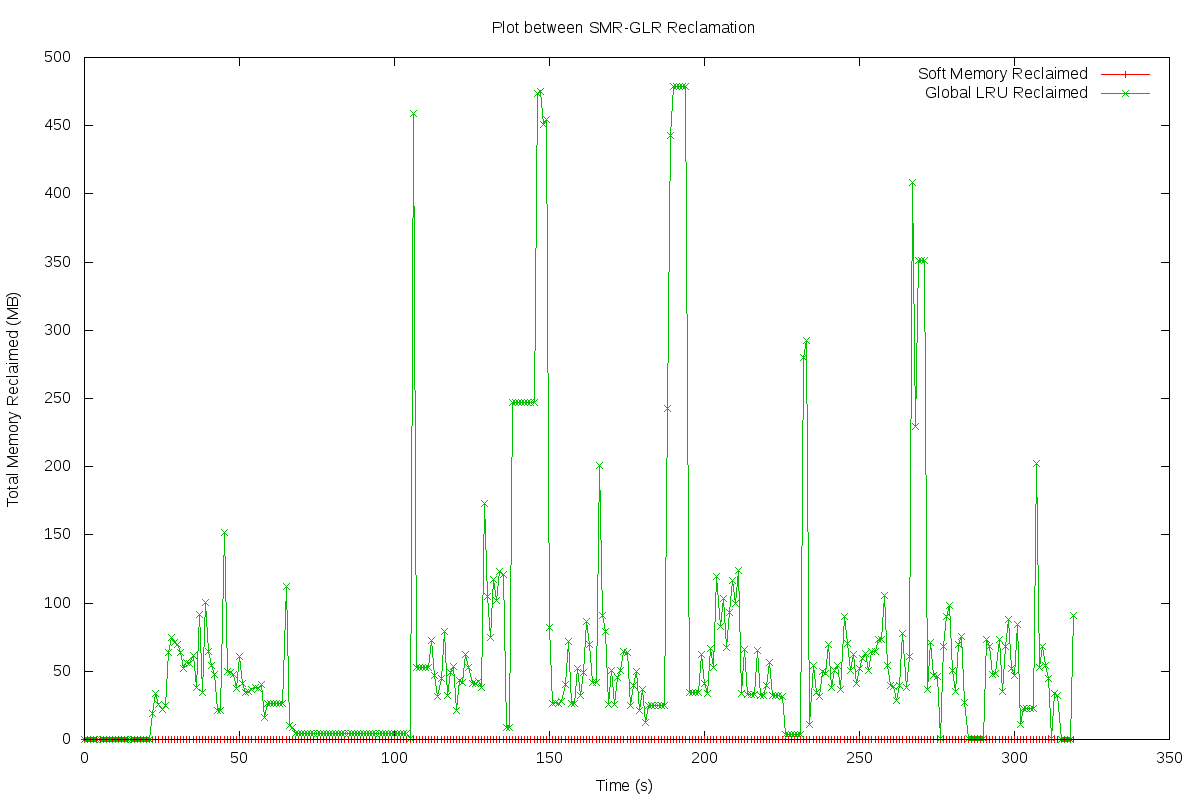 Plot between SMR-GLR Reclamation
Soft Memory Reclaimed
Global LRU Reclaimed
Total Memory Reclaimed (MB)
500
450
400
350
300
250
200
150
100
50
0
0 50 100 150 200 250 300 350
Time (s)